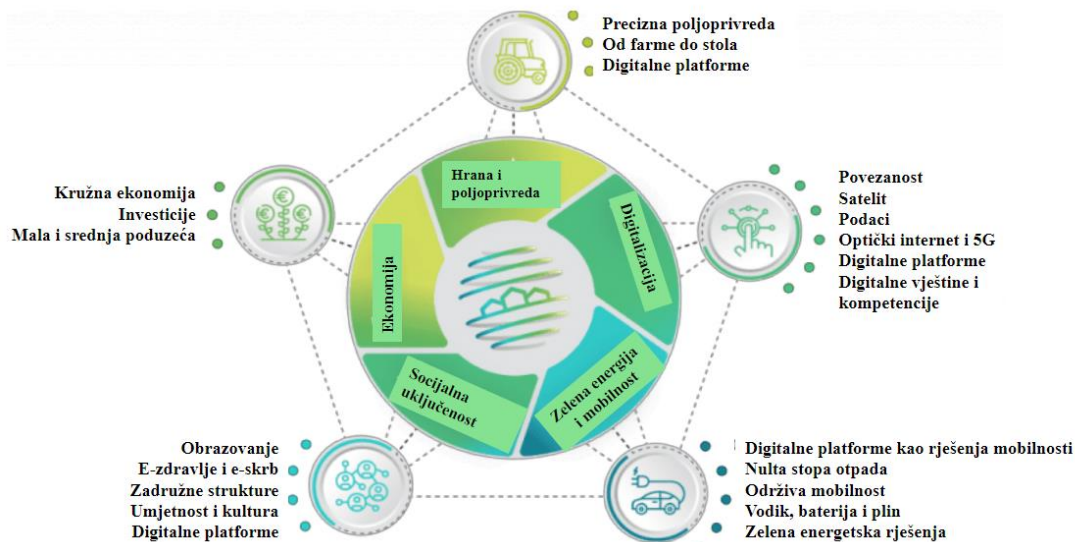 Precizna poljoprivreda
Od farme do stola
Digitalne platforme
Kružna ekonomija
Investicije
Mala i srednja poduzeća
Hrana i
poljoprivreda
Digitalizacija
Ekonomija
Socijalna
uključenost
Zelena energija
i mobilnost
Povezanost
Satelit
Podaci
Optički internet i 5G
Digitalne platforme
Digitalne vještine i
kompetencije
Obrazovanje
E-zdravlje i e-skrb
Zadružne strukture
Umjetnost i kultura
Digitalne platforme
Digitalne platforme kao rješenja mobilnosti
Nulta stopa otpada
Održiva mobilnost
Vodik, baterija i plin
Zelena energetska rješenja